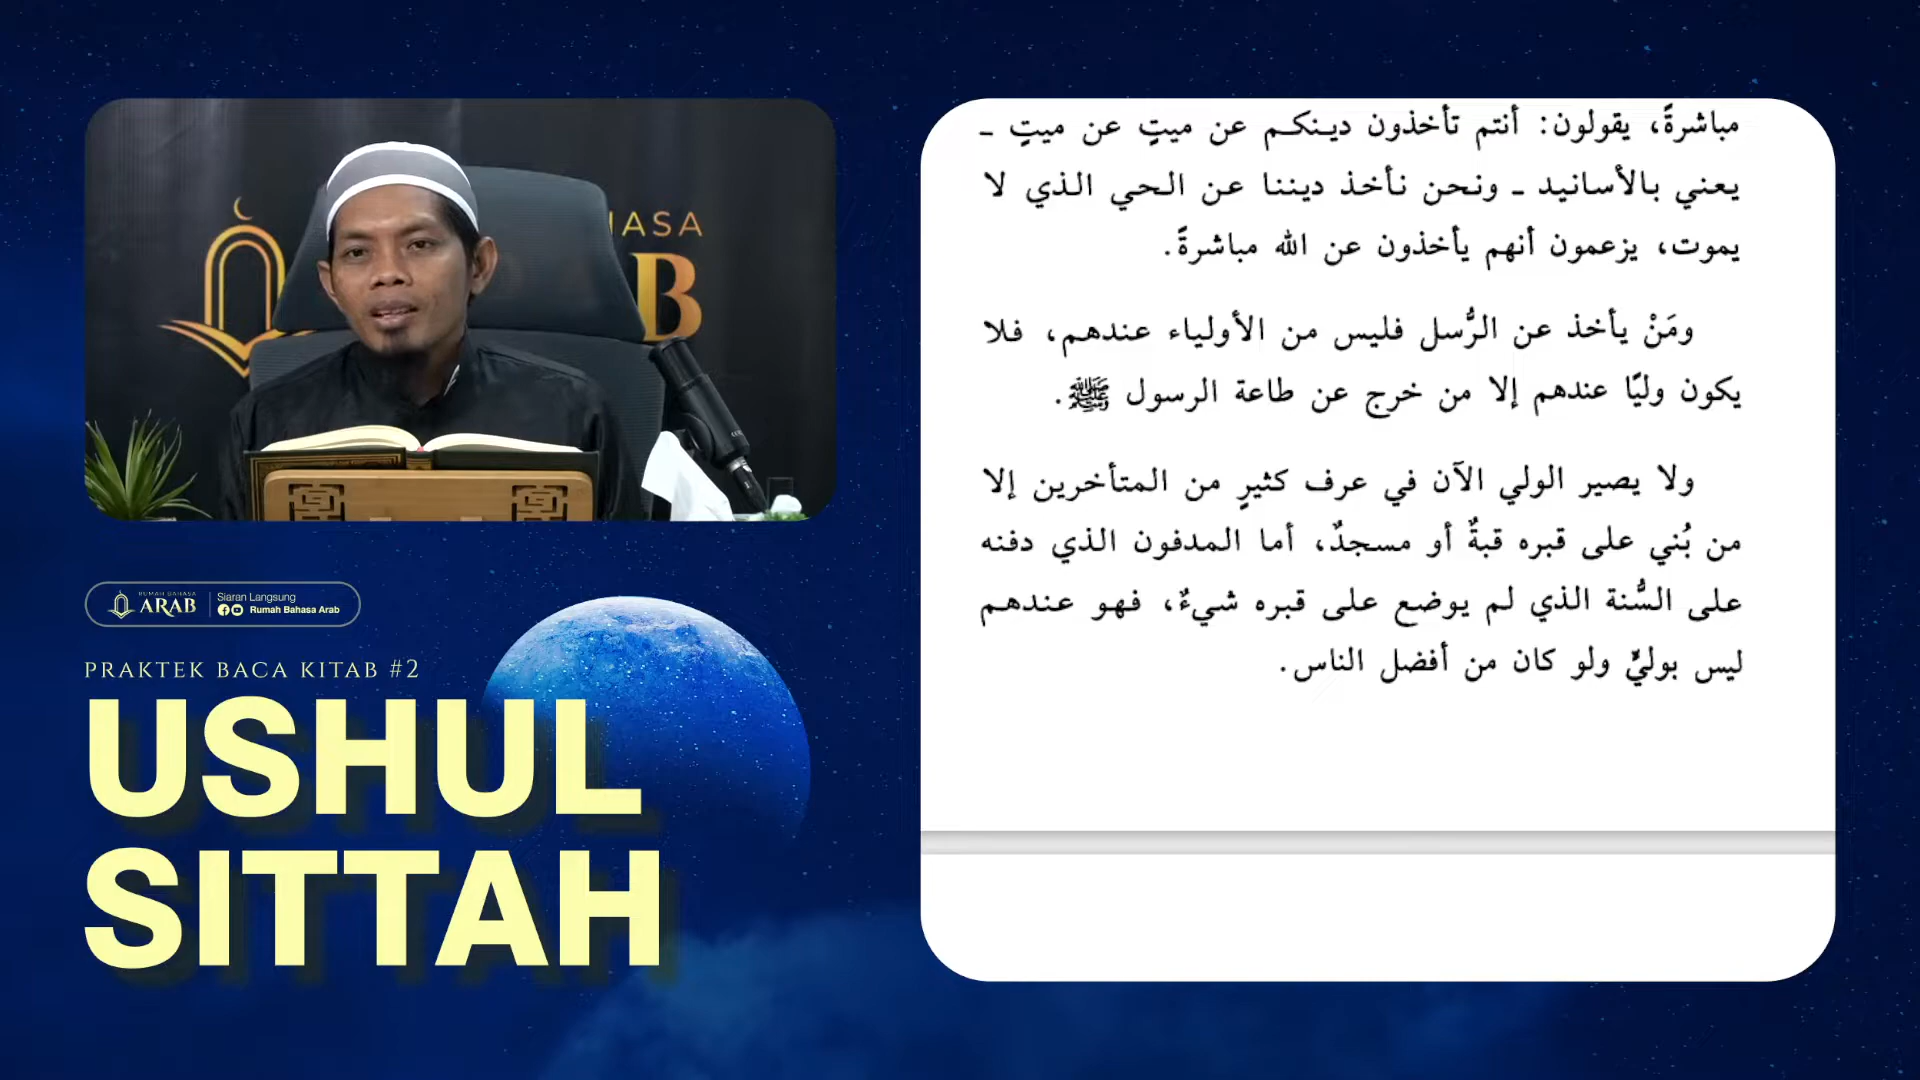 HASA
B
RUMAH BAHASA
ARAB
Siaran Langsung
Rumah Bahasa Arab
PRAKTEK BACA KITAB #2
USHUL
SITTAH
مباشرةً، يقولون: أنتم تأخذون دينكم عن ميتٍ عن ميتٍ ـ
يعني بالأسانيد ـ ونحن نأخذ ديننا عن الحي الذي لا
يموت، يزعمون أنهم يأخذون عن الله مباشرةً.
ومَنْ يأخذ عن الرُّسل فليس من الأولياء عندهم، فلا
يكون وليًا عندهم إلا من خرج عن طاعة الرسول ﷺ.
ولا يصير الولي الآن في عرف كثيرٍ من المتأخرين إلا
من بُني على قبره قبةٌ أو مسجدٌ، أما المدفون الذي دفنه
على السُّنة الذي لم يوضع على قبره شيءٌ، فهو عندهم
ليس بوليٍّ ولو كان من أفضل الناس.